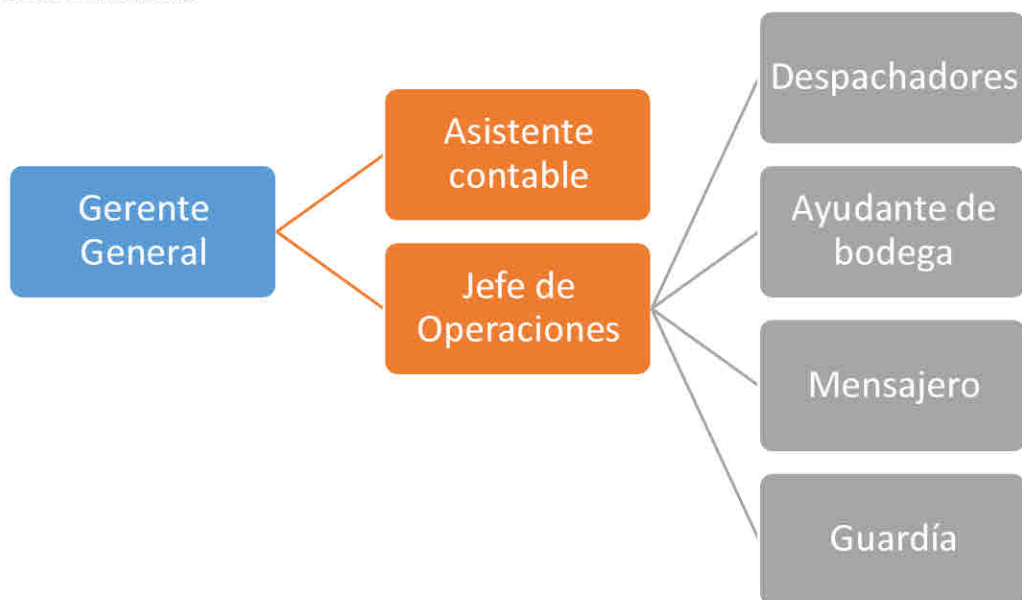 Gerente
General
Asistente
contable
Jefe de
Operaciones
Despachadores
Ayudante de
bodega
Mensajero
Guardía